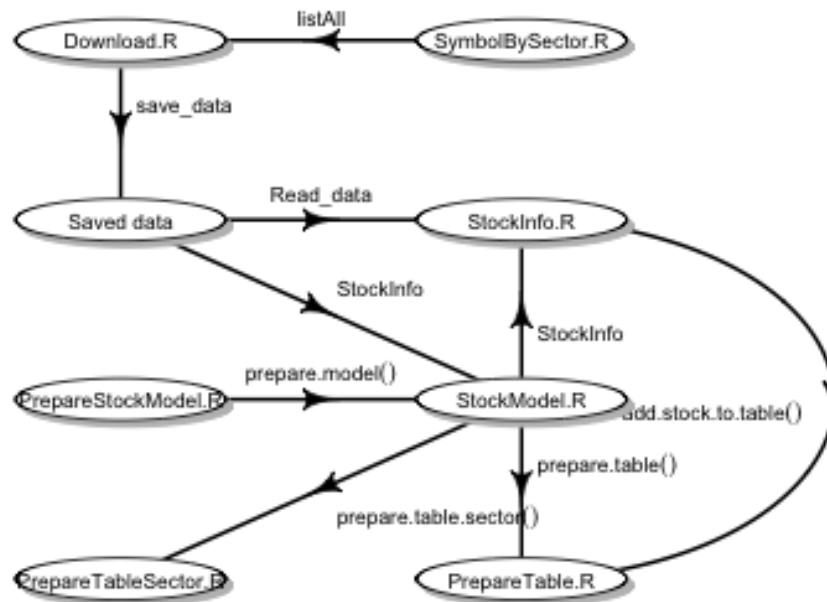 listAll
Download.R
SymbolBySector.R
save_data
Read_data
Saved data
StockInfo.R
StockInfo
StockInfo
prepare.model()
PrepareStockModel.R
StockModel.R
add.stock.to.table()
prepare.table()
prepare.table.sector()
PrepareTableSector.R
PrepareTable.R